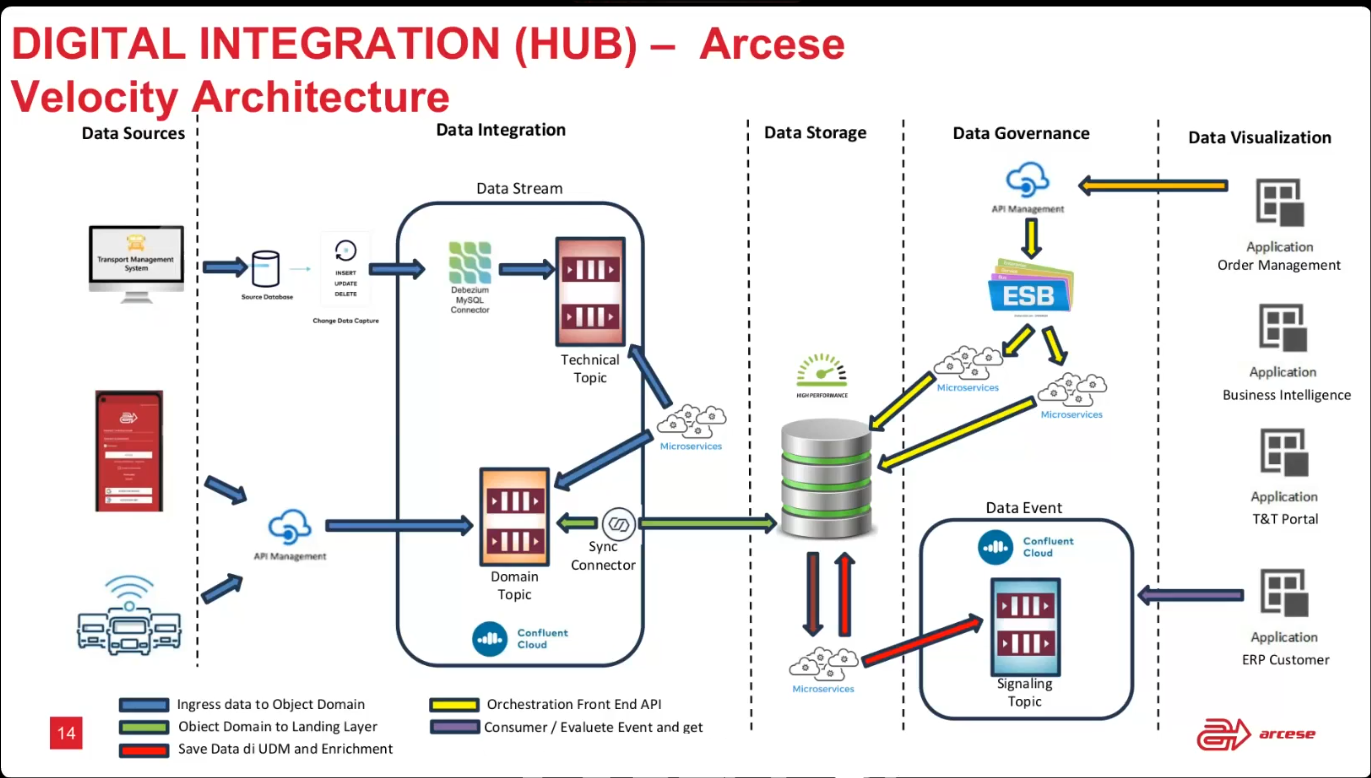 DIGITAL INTEGRATION (HUB) – Arcese
Velocity Architecture
Data Sources
Data Integration
Data Storage
Data Governance
Data Visualization
Data Stream
Transport Management
System
Source Database
INSERT
UPDATE
DELETE
Change Data Capture
Debezium
MySQL
Connector
Technical
Topic
Microservices
API Management
Domain
Topic
Sync
Connector
Confluent
Cloud
HIGH PERFORMANCE
Microservices
API Management
ESB
Microservices
Microservices
Data Event
Confluent
Cloud
Signaling
Topic
Application
Order Management
Application
Business Intelligence
Application
T&T Portal
Application
ERP Customer
Ingress data to Object Domain
Obiect Domain to Landing Layer
Save Data di UDM and Enrichment
Orchestration Front End API
Consumer / Evaluete Event and get
14
arcese